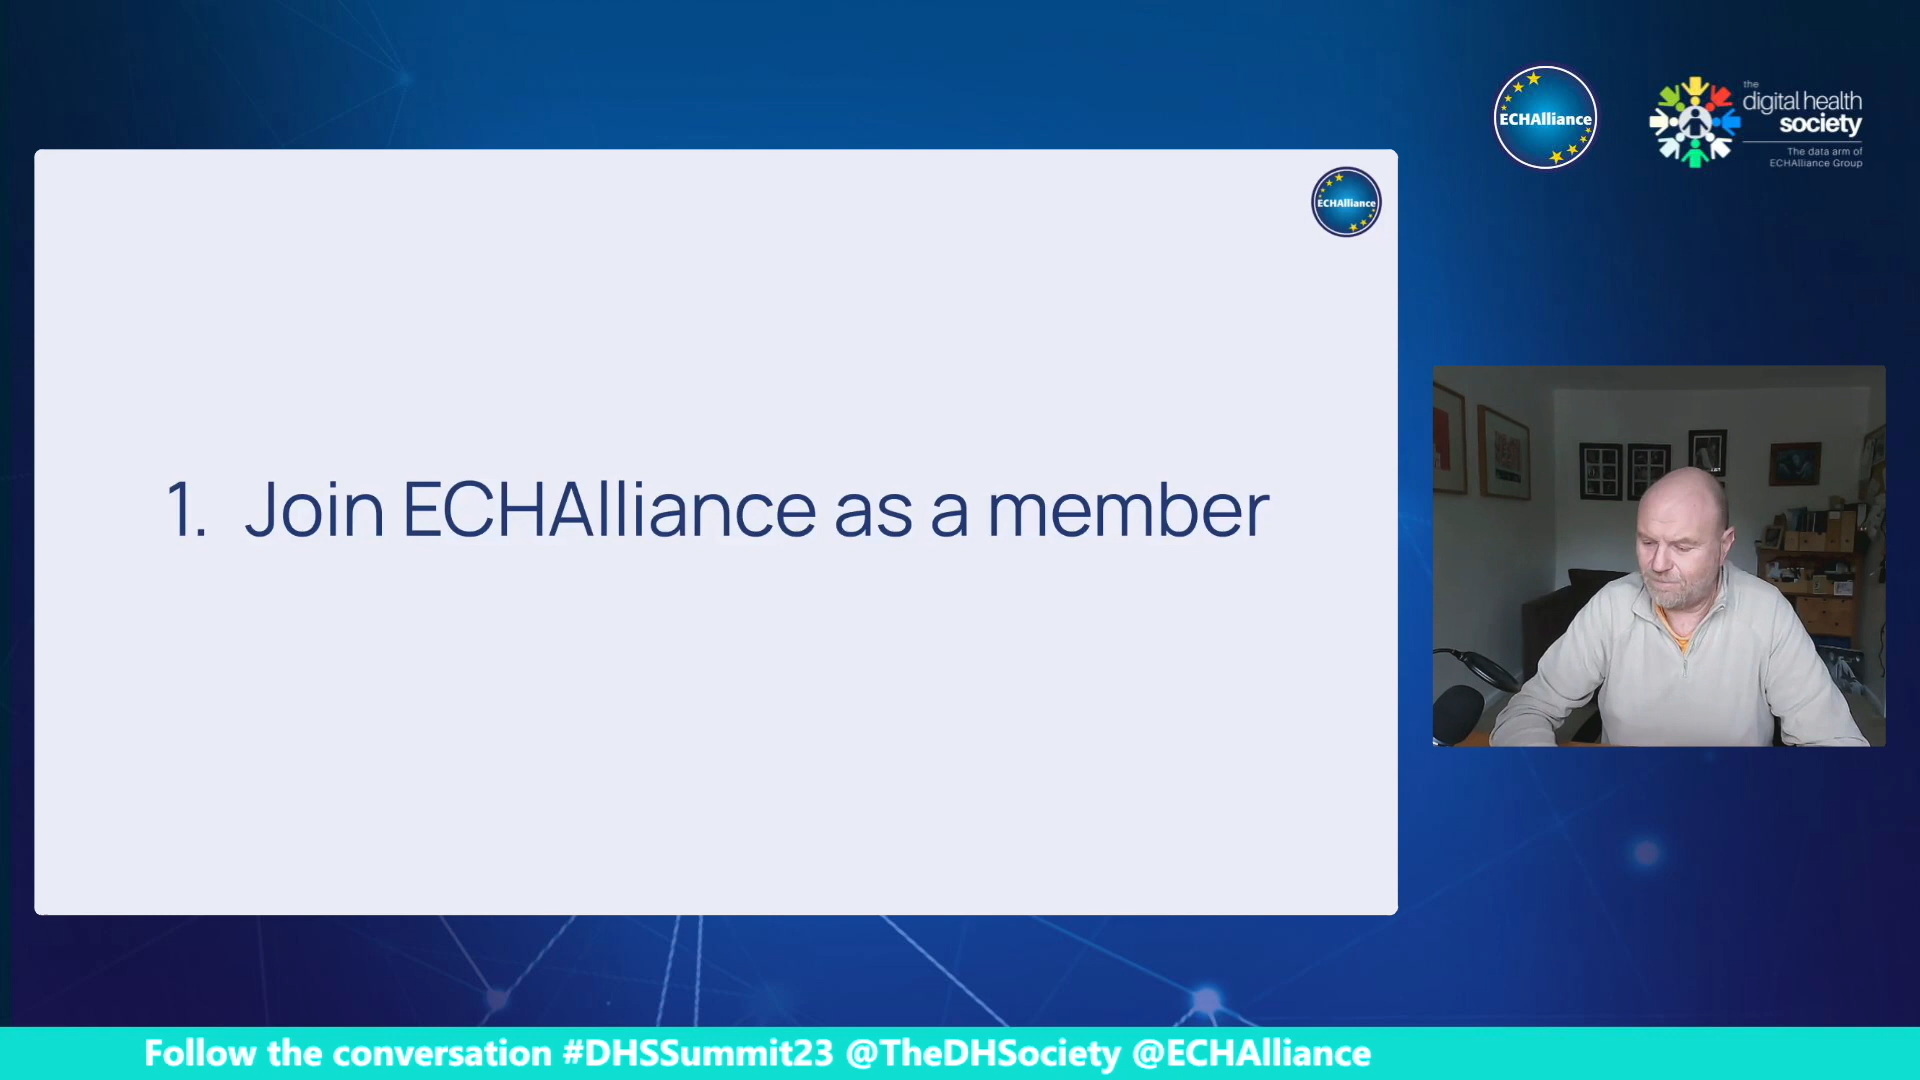 ECHAlliance
the
digital health
society
The data arm of
ECHAlliance Group
ECHAlliance
1. Join ECHAlliance as a member
Follow the conversation #DHSSummit23 @TheDHSociety @ECHAlliance